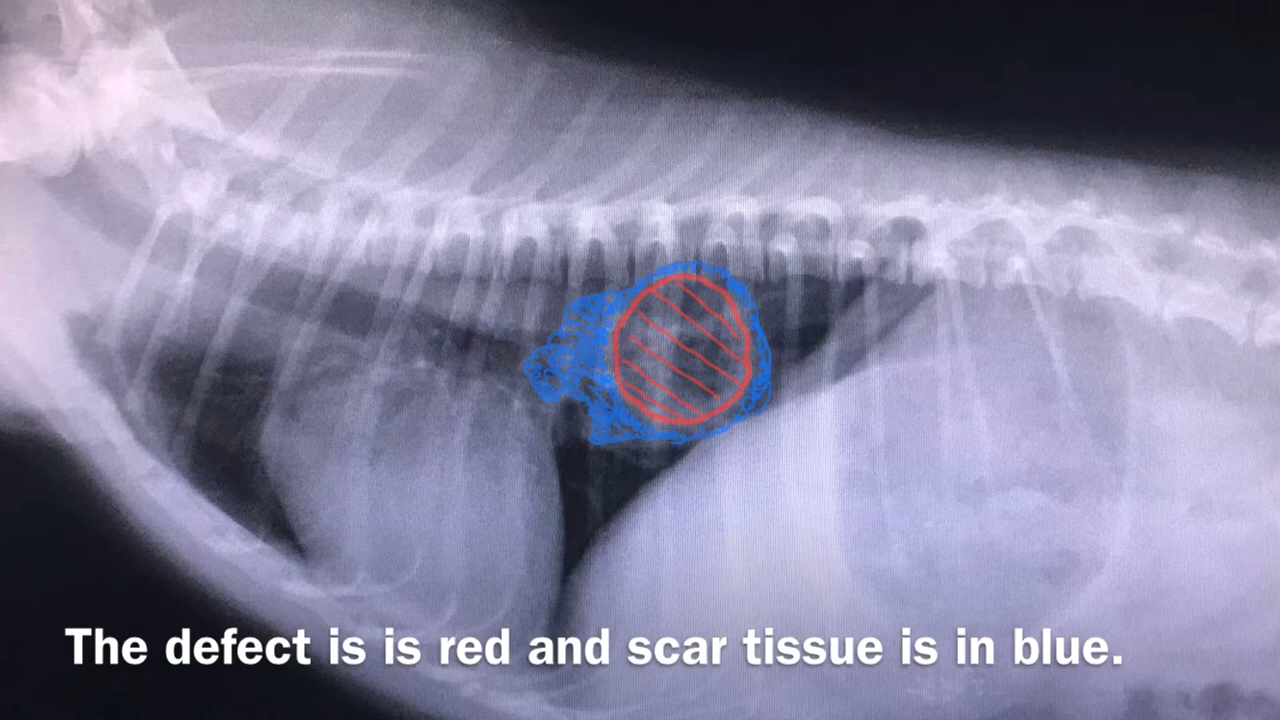 The defect is is red and scar tissue is in blue.